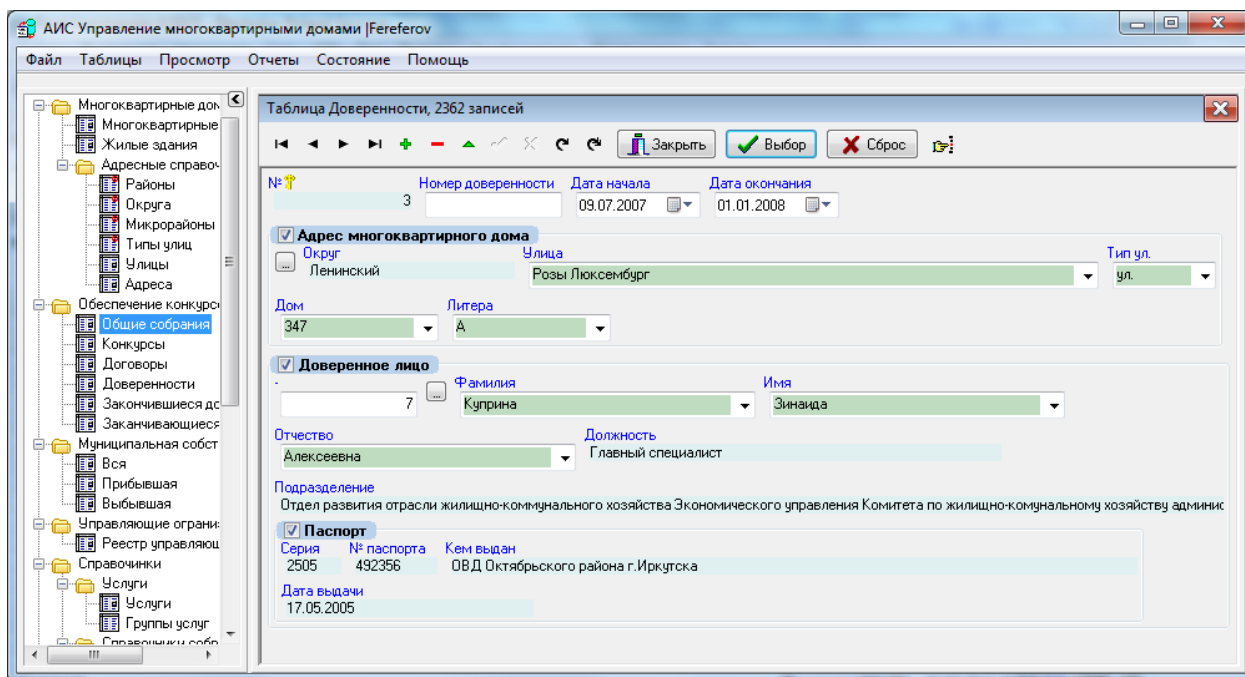 АИС Управление многоквартирными домами |Fereferov
Файл Таблицы Просмотр Отчеты Состояние Помощь
Многоквартирные дом
Многоквартирные
Жилые здания
Адресные справоч
Районы
Округа
Микрорайоны
Типы улиц
Улицы
Адреса
Обеспечение конкурс
Общие собрания
Конкурсы
Договоры
Доверенности
Закончившиеся до
Заканчивающиеся
Муниципальная собст
Вся
Прибывшая
Выбывшая
Управляющие ограни
Реестр управляющ
Справочинки
Услуги
Услуги
Группы услуг
Справочники собр
Таблица Доверенности, 2362 записей
Закрыть Выбор Сброс
№ Номер доверенности Дата начала Дата окончания
3 09.07.2007 01.01.2008
Адрес многоквартирного дома
Округ Улица Тип ул.
... Ленинский Розы Люксембург ул.
Дом Литера
347 А
Доверенное лицо
- Фамилия Имя
7 ... Куприна Зинаида
Отчество Должность
Алексеевна Главный специалист
Подразделение
Отдел развития отрасли жилищно-коммунального хозяйства Экономического управления Комитета по жилищно-комунальному хозяйству админис
Паспорт
Серия № паспорта Кем выдан
2505 492356 ОВД Октябрьского района г.Иркутска
Дата выдачи
17.05.2005